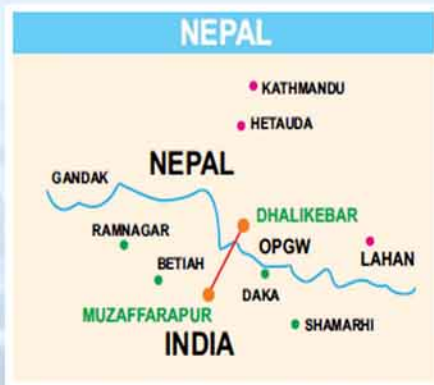 NEPAL
KATHMANDU
HETAUDA
NEPAL
GANDAK
DHALIKEBAR
RAMNAGAR
OPGW
BETIAH
LAHAN
DAKA
MUZAFFARAPUR
SHAMARHI
INDIA